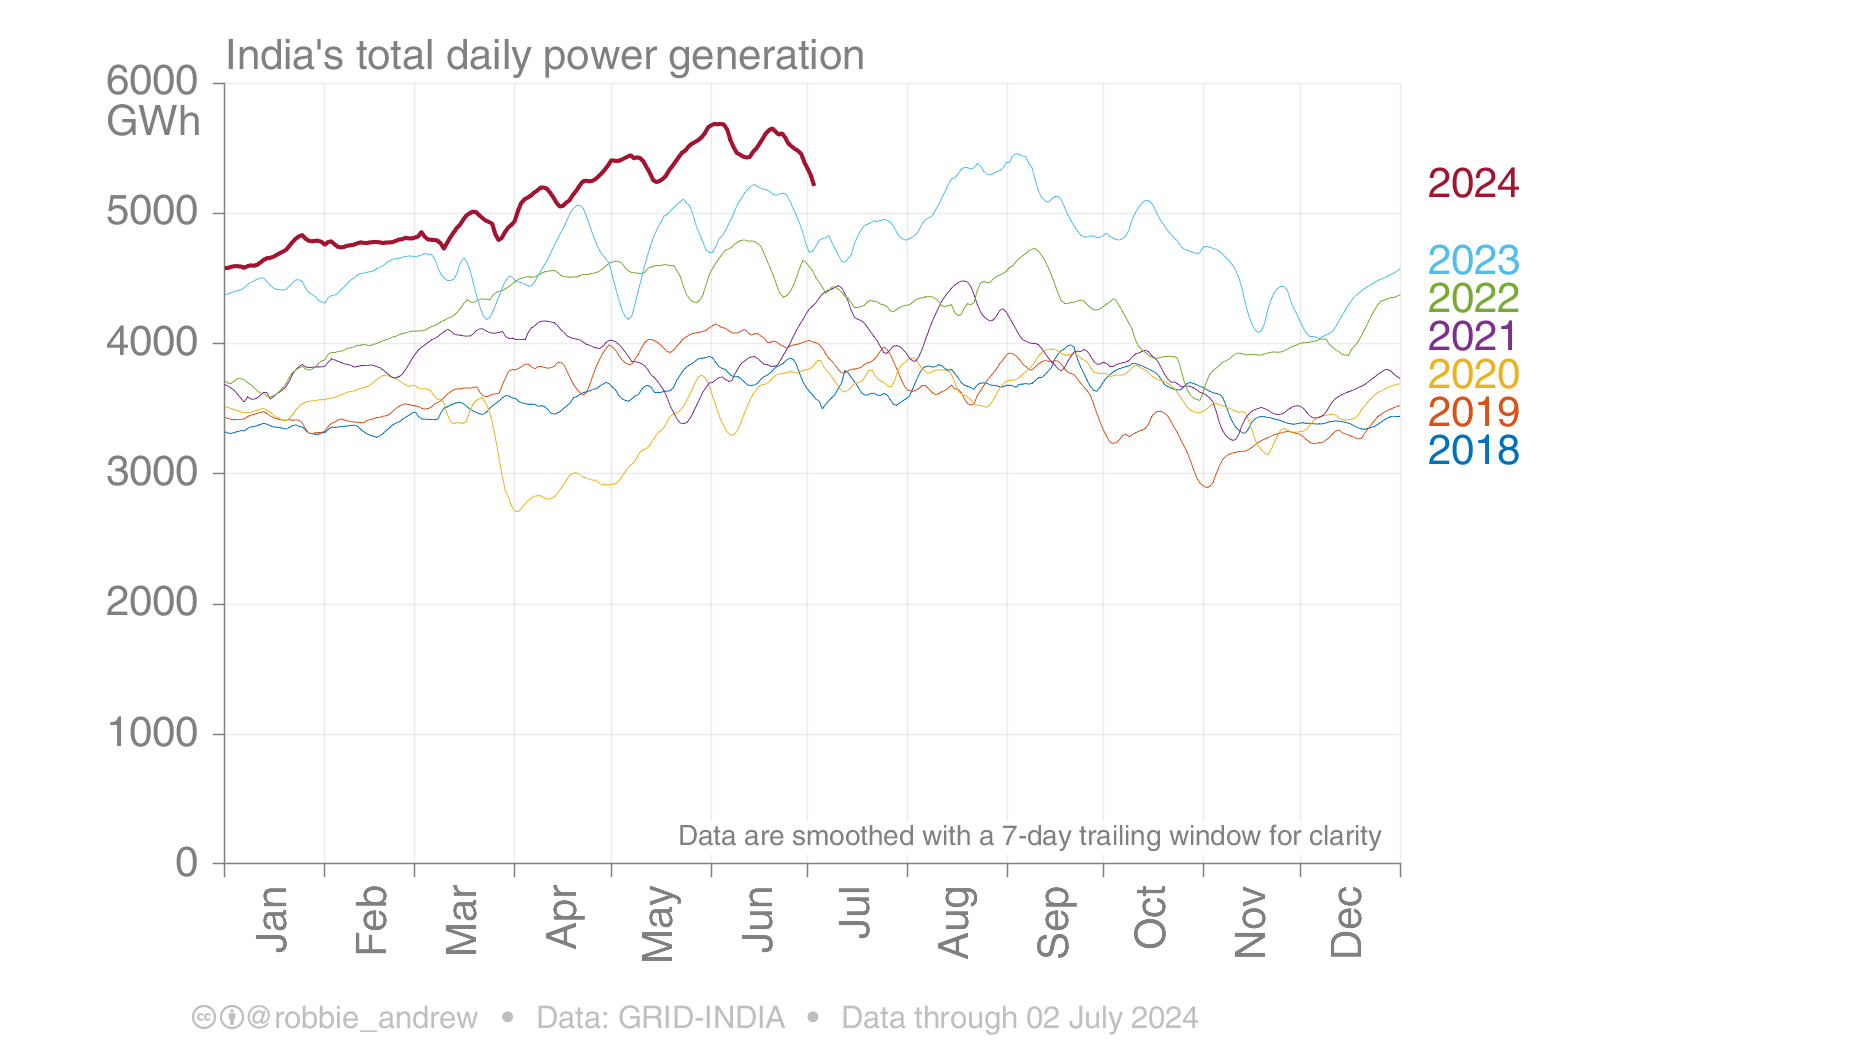 India's total daily power generation
6000
GWh
5000
4000
3000
2000
1000
0
2024
2023
2022
2021
2020
2019
2018
Data are smoothed with a 7-day trailing window for clarity
Jan Feb Mar Apr May Jun Jul Aug Sep Oct Nov Dec
cc @robbie_andrew • Data: GRID-INDIA • Data through 02 July 2024